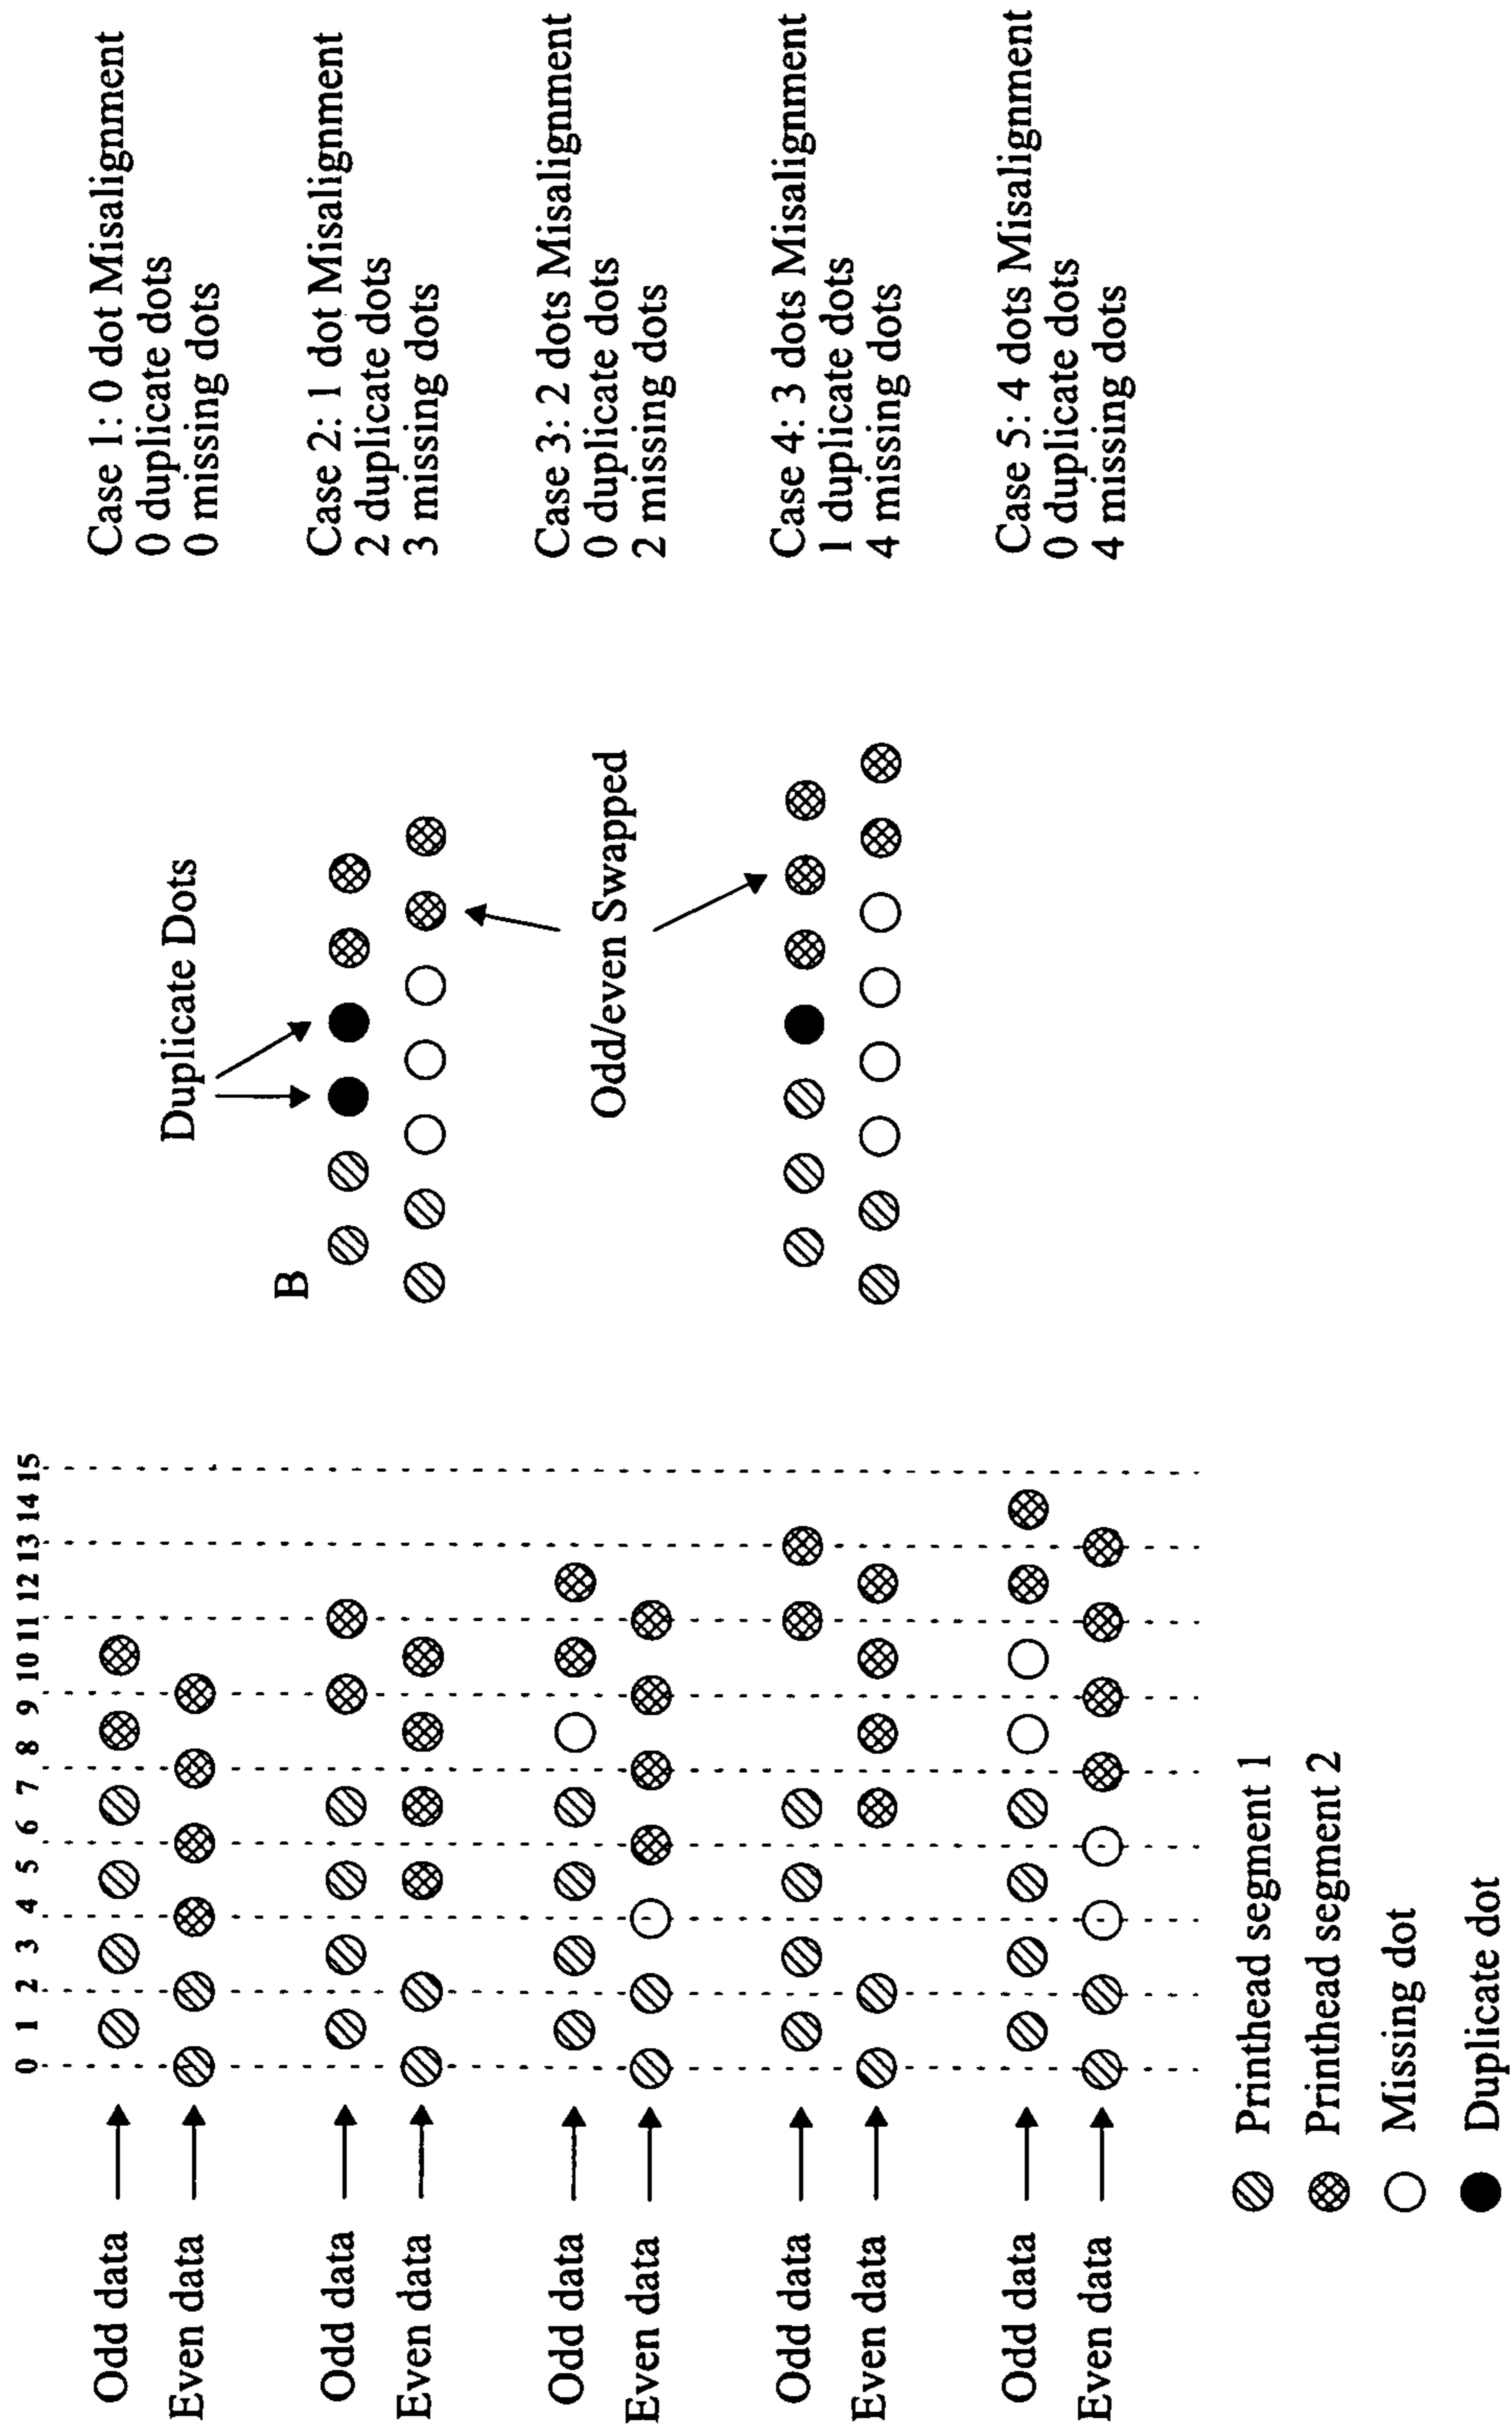 0 1 2 3 4 5 6 7 8 9 10 11 12 13 14 15
Odd data
Even data
Case 1: 0 dot Misalignment
0 duplicate dots
0 missing dots
B
Duplicate Dots
Odd data
Even data
Case 2: 1 dot Misalignment
2 duplicate dots
3 missing dots
Odd data
Even data
Case 3: 2 dots Misalignment
0 duplicate dots
2 missing dots
Odd/even Swapped
Odd data
Even data
Case 4: 3 dots Misalignment
1 duplicate dots
4 missing dots
Odd data
Even data
Case 5: 4 dots Misalignment
0 duplicate dots
4 missing dots
Printhead segment 1
Printhead segment 2
Missing dot
Duplicate dot